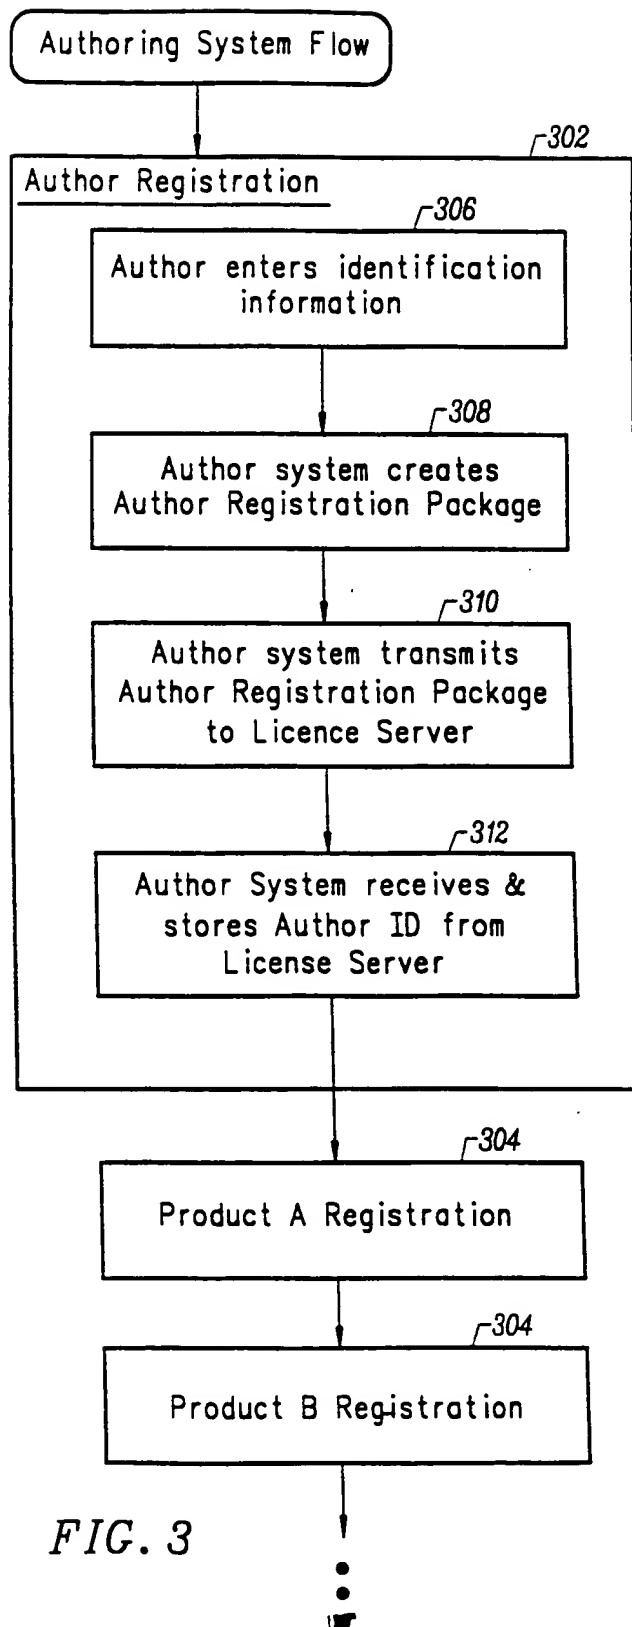 Authoring System Flow
302
Author Registration
306
Author enters identification
information
308
Author system creates
Author Registration Package
310
Author system transmits
Author Registration Package
to Licence Server
312
Author System receives &
stores Author ID from
License Server
304
Product A Registration
304
Product B Registration
FIG. 3